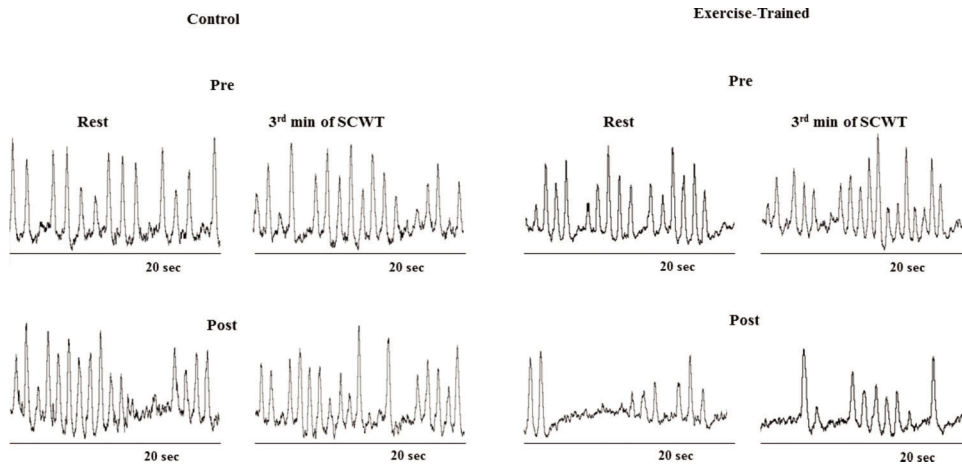 Control
Exercise-Trained
Pre
Pre
Rest
3rd min of SCWT
Rest
3rd min of SCWT
20 sec
20 sec
20 sec
20 sec
Post
Post
20 sec
20 sec
20 sec
20 sec